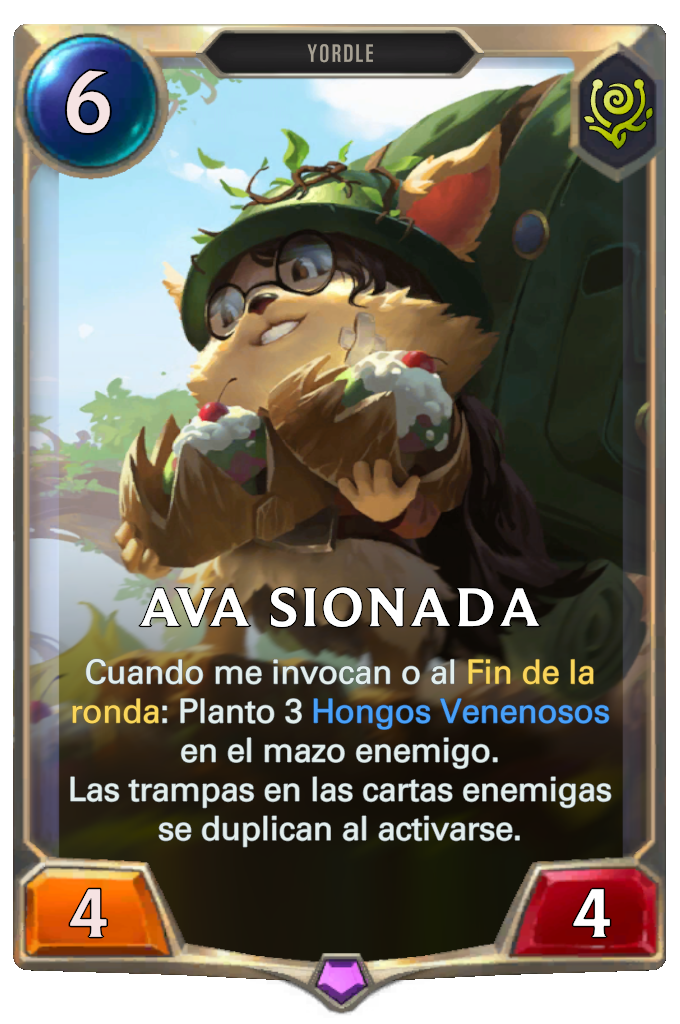 6
YORDLE
AVA SIONADA
Cuando me invocan o al Fin de la
ronda: Planto 3 Hongos Venenosos
en el mazo enemigo.
Las trampas en las cartas enemigas
se duplican al activarse.
4
4